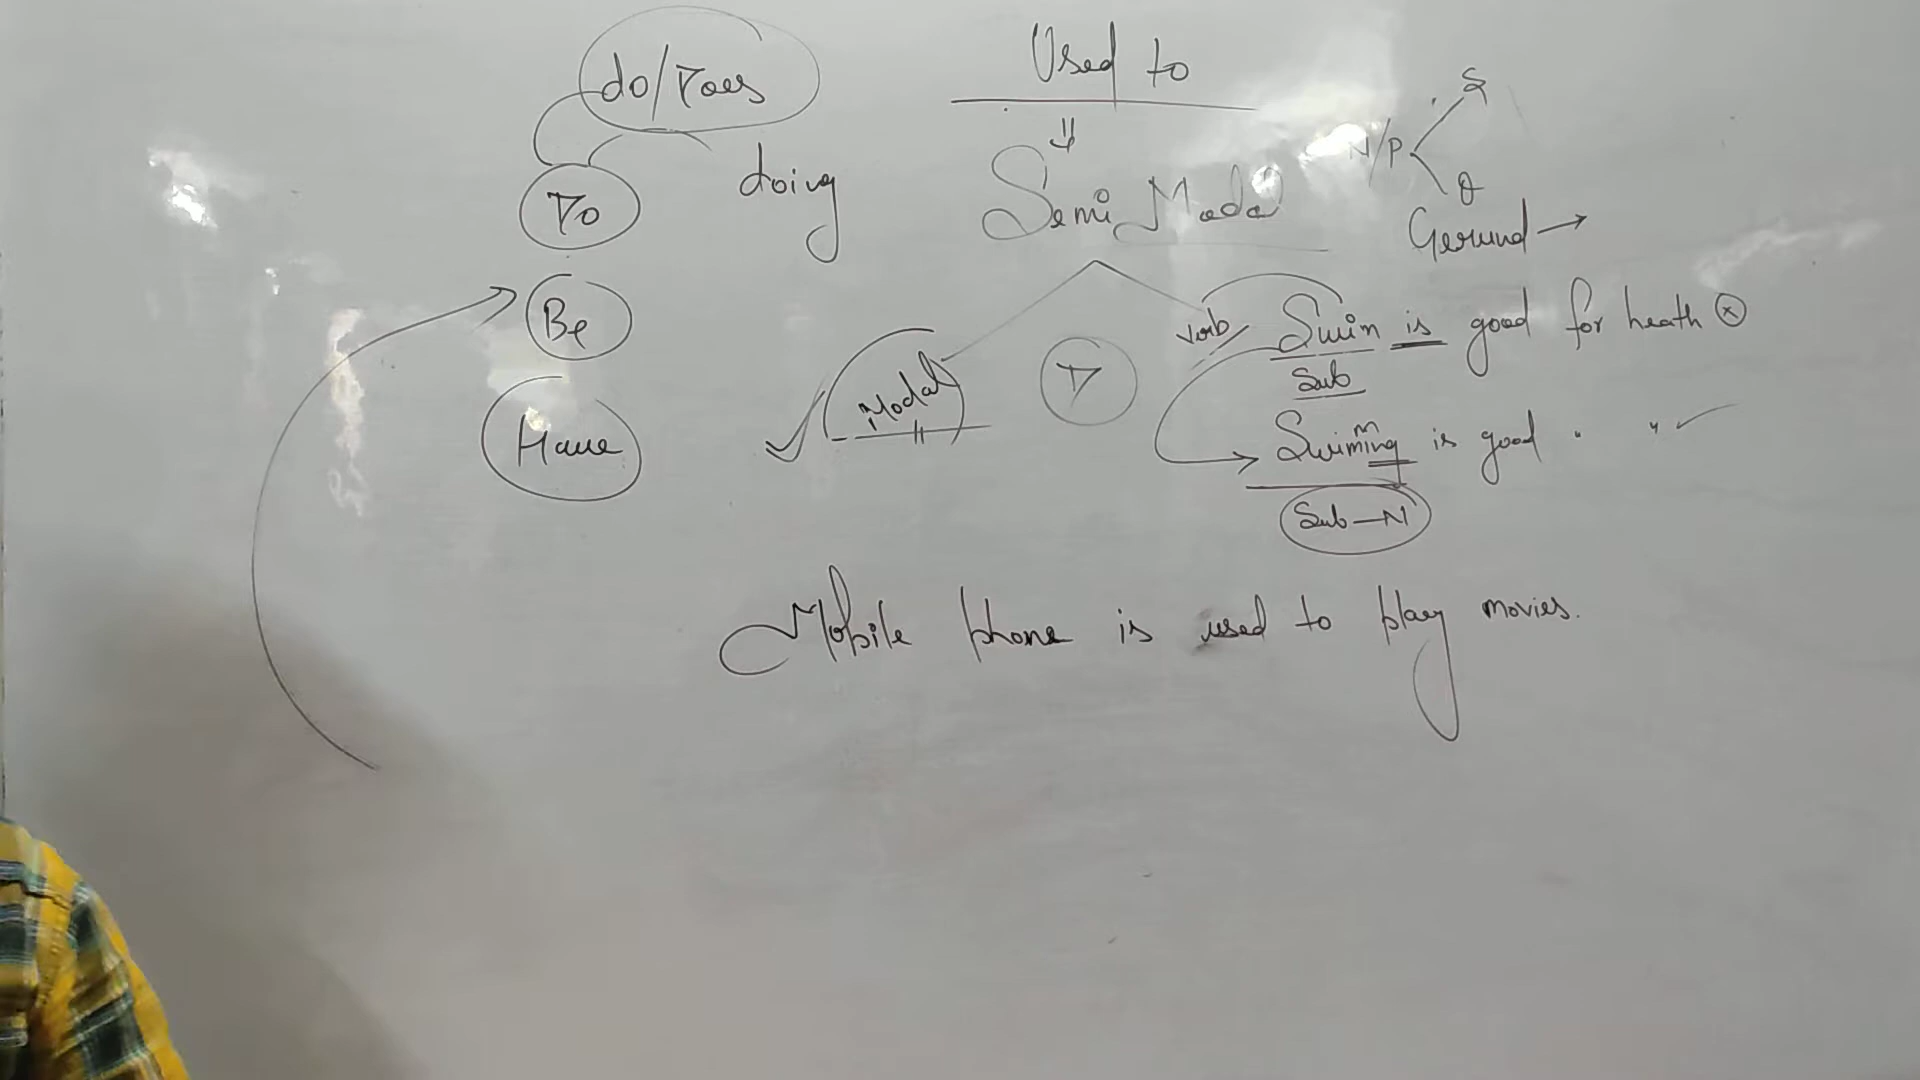 do/Does
Used to
S
N/P
O
Do
doing
Semi Modal
Gerund →
Be
verb
Swim is good for heath ⊗
Sub
Modal
D
Have
Swimming is good " " ✓
Sub-N
Mobile phone is used to play movies.